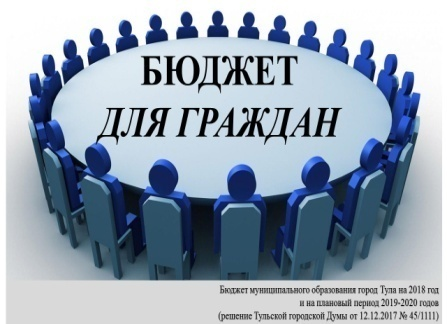 БЮДЖЕТ
ДЛЯ ГРАЖДАН
Бюджет муниципального образования город Тула на 2018 год
и на плановый период 2019-2020 годов
(решение Тульской городской Думы от 12.12.2017 № 45/1111)